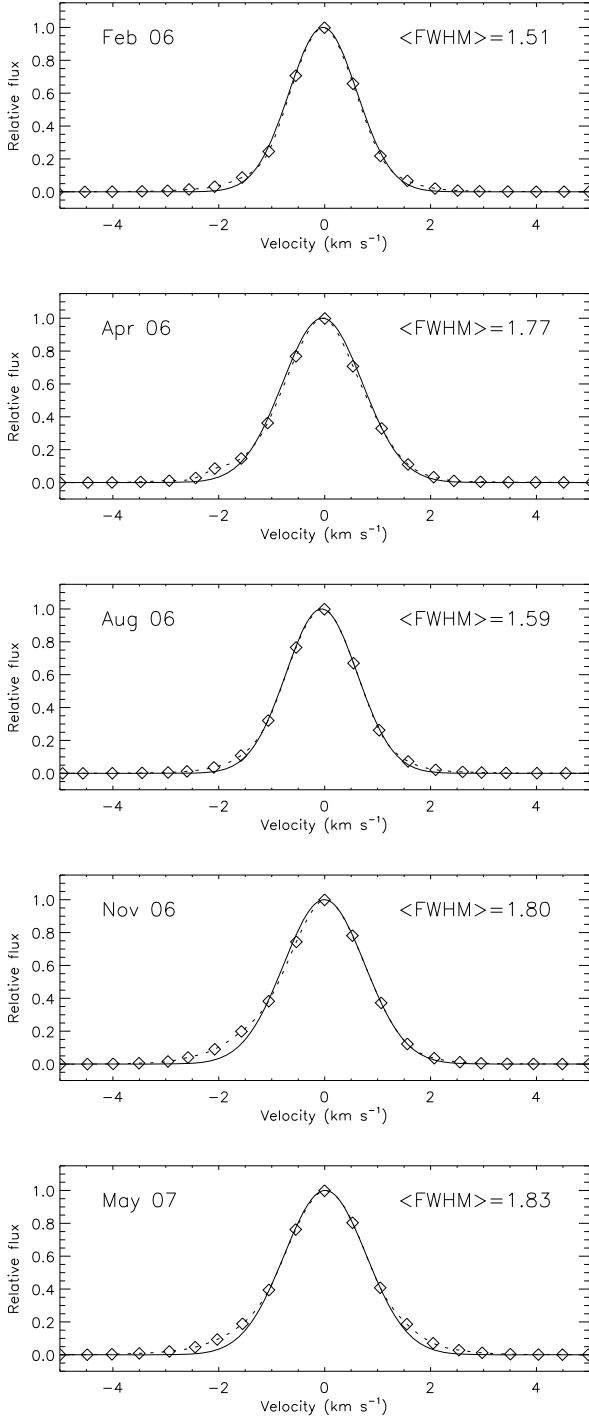 Feb 06 <FWHM>=1.51
Relative flux
1.0
0.8
0.6
0.4
0.2
0.0
−4 −2 0 2 4
Velocity (km s⁻¹)
Apr 06 <FWHM>=1.77
Relative flux
1.0
0.8
0.6
0.4
0.2
0.0
−4 −2 0 2 4
Velocity (km s⁻¹)
Aug 06 <FWHM>=1.59
Relative flux
1.0
0.8
0.6
0.4
0.2
0.0
−4 −2 0 2 4
Velocity (km s⁻¹)
Nov 06 <FWHM>=1.80
Relative flux
1.0
0.8
0.6
0.4
0.2
0.0
−4 −2 0 2 4
Velocity (km s⁻¹)
May 07 <FWHM>=1.83
Relative flux
1.0
0.8
0.6
0.4
0.2
0.0
−4 −2 0 2 4
Velocity (km s⁻¹)